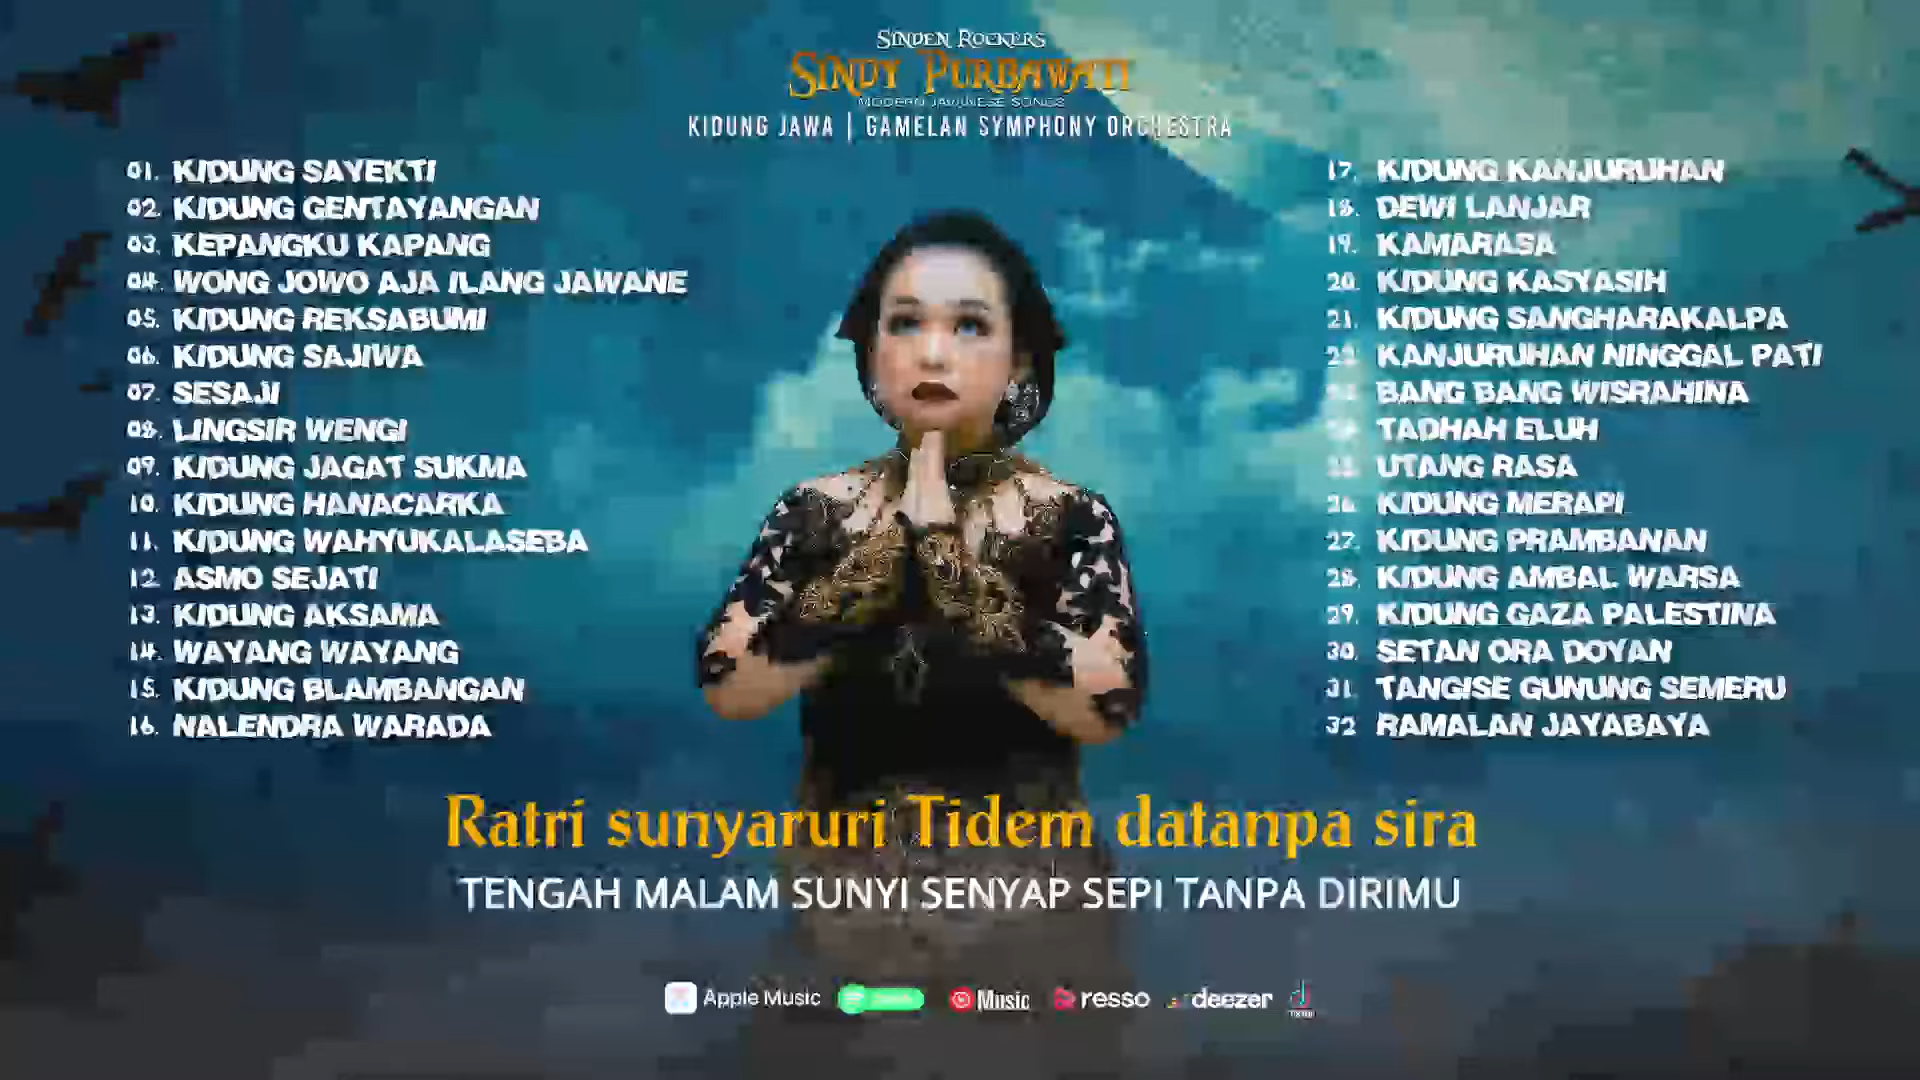 SINDEN ROCKERS
SINDY PURBAWATI
MODERN JAWANESE SONGS
KIDUNG JAWA | GAMELAN SYMPHONY ORCHESTRA
01. KIDUNG SAYEKTI
02. KIDUNG GENTAYANGAN
03. KEPANGKU KAPANG
04. WONG JOWO AJA ILANG JAWANE
05. KIDUNG REKSABUMI
06. KIDUNG SAJIWA
07. SESAJI
08. LINGSIR WENGI
09. KIDUNG JAGAT SUKMA
10. KIDUNG HANACARKA
11. KIDUNG WAHYUKALASEBA
12 ASMO SEJATI
13. KIDUNG AKSAMA
14. WAYANG WAYANG
15. KIDUNG BLAMBANGAN
16. NALENDRA WARADA
17. KIDUNG KANJURUHAN
18. DEWI LANJAR
19. KAMARASA
20. KIDUNG KASYASIH
21. KIDUNG SANGHARAKALPA
22. KANJURUHAN NINGGAL PATI
BANG BANG WISRAHINA
TADHAH ELUH
UTANG RASA
26. KIDUNG MERAPI
27. KIDUNG PRAMBANAN
28. KIDUNG AMBAL WARSA
29. KIDUNG GAZA PALESTINA
30. SETAN ORA DOYAN
31. TANGISE GUNUNG SEMERU
32 RAMALAN JAYABAYA
Ratri sunyaruri Tidem datanpa sira
TENGAH MALAM SUNYI SENYAP SEPI TANPA DIRIMU
Apple Music
Music
resso
deezer